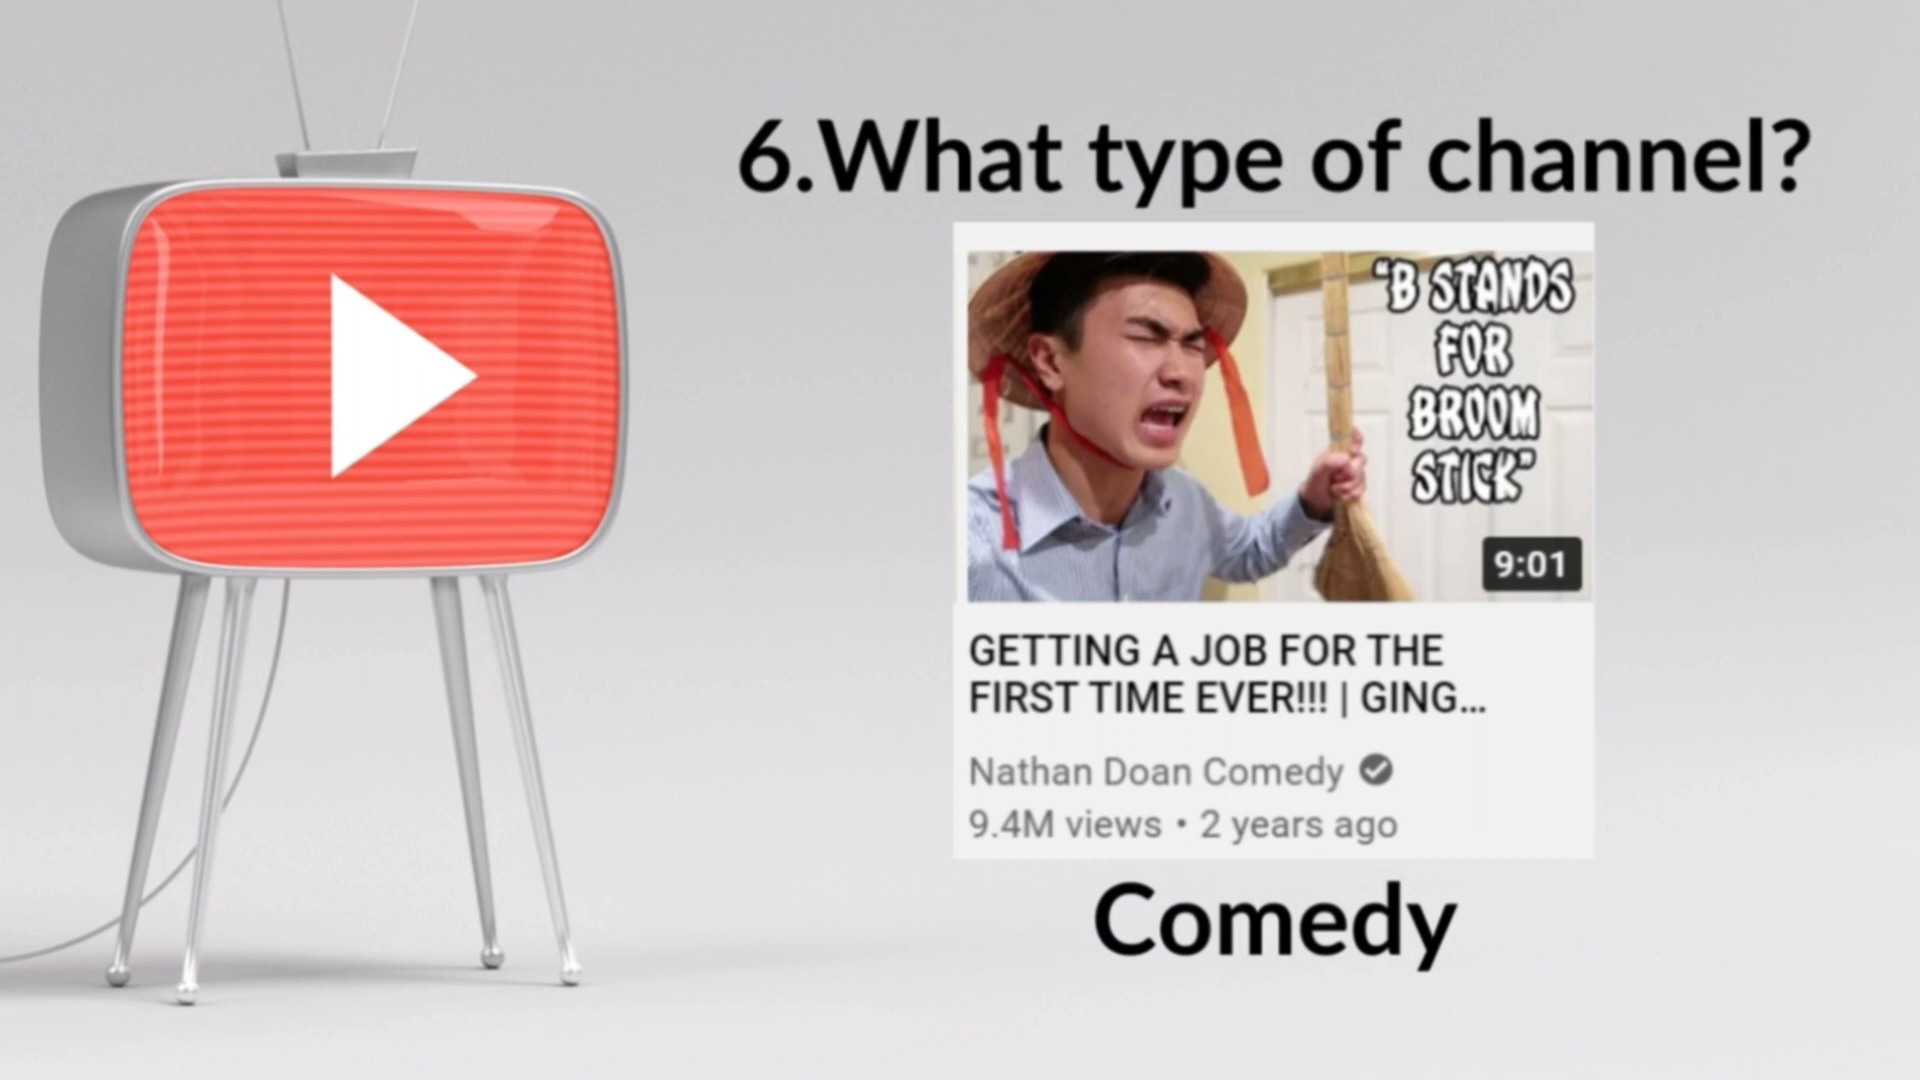 6.What type of channel?
"B STANDS
FOR
BROOM
STICK"
9:01
GETTING A JOB FOR THE
FIRST TIME EVER!!! | GING...
Nathan Doan Comedy
9.4M views • 2 years ago
Comedy